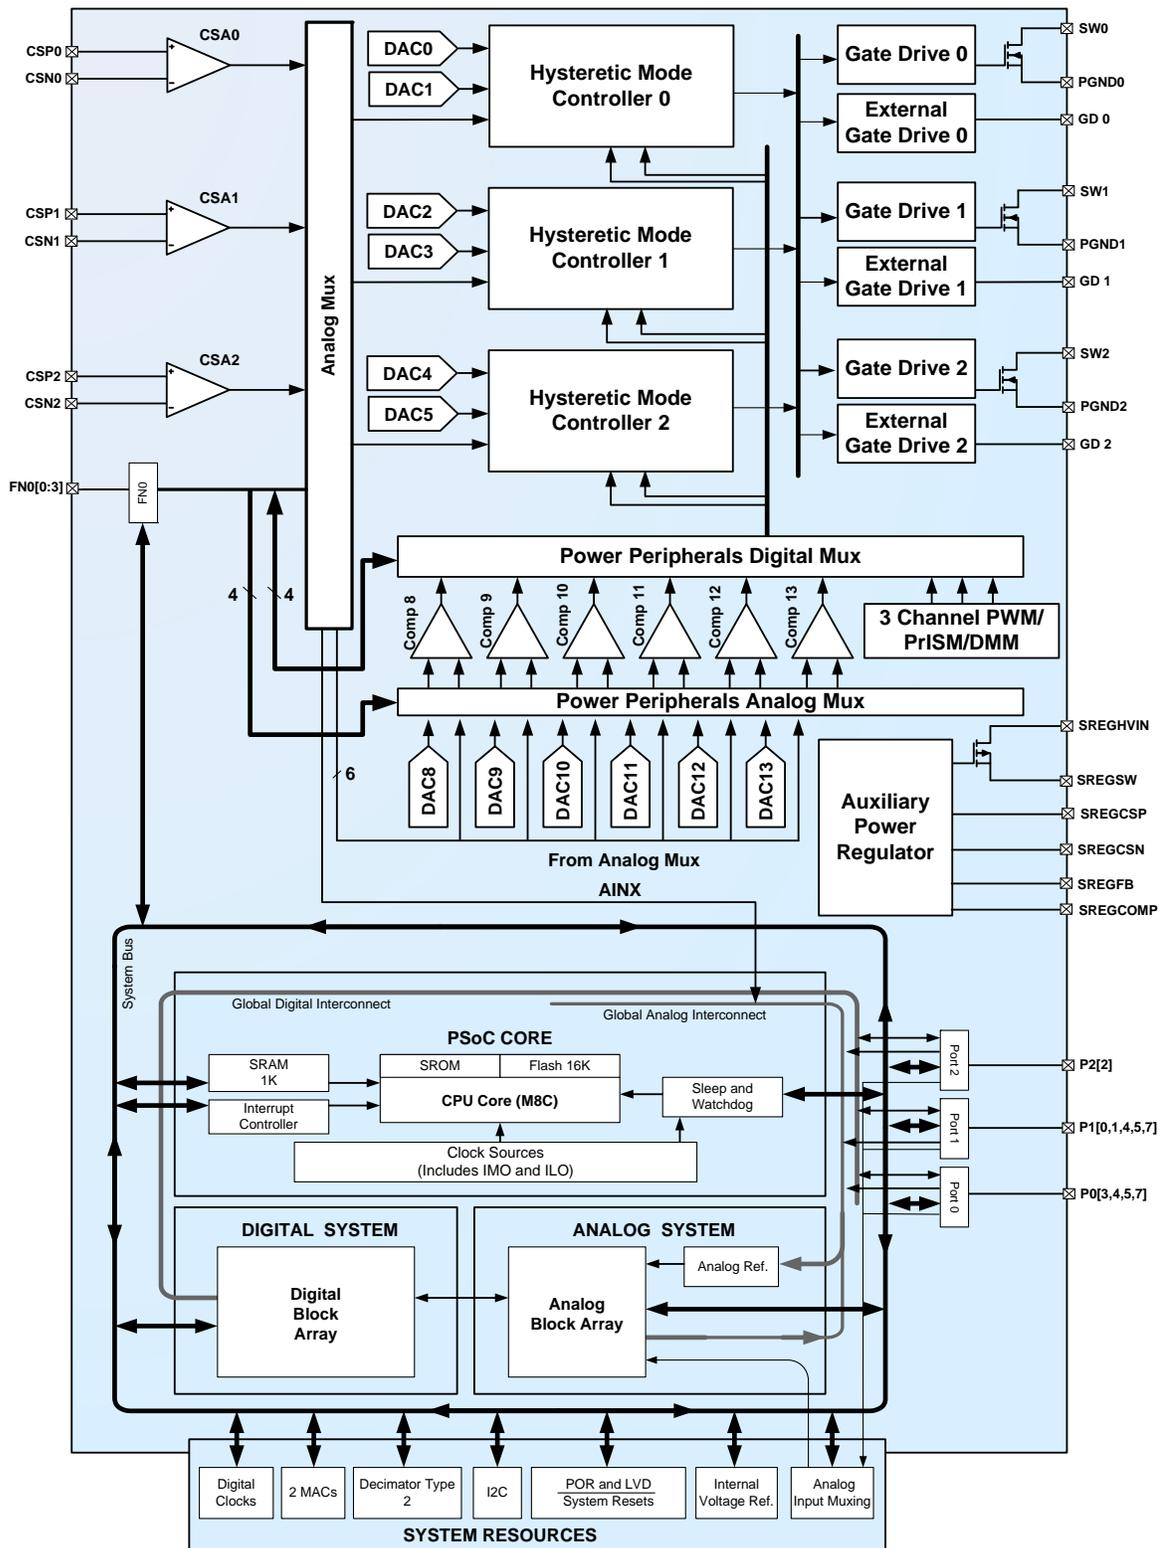 CSP0
CSN0
CSA0
+
-
CSP1
CSN1
CSA1
+
-
CSP2
CSN2
CSA2
+
-
FN0[0:3]
FN0
Analog Mux
DAC0
DAC1
Hysteretic Mode
Controller 0
DAC2
DAC3
Hysteretic Mode
Controller 1
DAC4
DAC5
Hysteretic Mode
Controller 2
Gate Drive 0
External
Gate Drive 0
Gate Drive 1
External
Gate Drive 1
Gate Drive 2
External
Gate Drive 2
SW0
PGND0
GD 0
SW1
PGND1
GD 1
SW2
PGND2
GD 2
Power Peripherals Digital Mux
4
4
Comp 8
Comp 9
Comp 10
Comp 11
Comp 12
Comp 13
3 Channel PWM/
PrISM/DMM
Power Peripherals Analog Mux
6
DAC8
DAC9
DAC10
DAC11
DAC12
DAC13
From Analog Mux
AINX
Auxiliary
Power
Regulator
SREGHVIN
SREGSW
SREGCSP
SREGCSN
SREGFB
SREGCOMP
System Bus
Global Digital Interconnect
Global Analog Interconnect
PSoC CORE
SRAM
1K
SROM
Flash 16K
CPU Core (M8C)
Interrupt
Controller
Sleep and
Watchdog
Clock Sources
(Includes IMO and ILO)
Port 2
Port 1
Port 0
P2[2]
P1[0,1,4,5,7]
P0[3,4,5,7]
DIGITAL SYSTEM
Digital
Block
Array
ANALOG SYSTEM
Analog
Block Array
Analog Ref.
Digital
Clocks
2 MACs
Decimator Type
2
I2C
POR and LVD
System Resets
Internal
Voltage Ref.
Analog
Input Muxing
SYSTEM RESOURCES